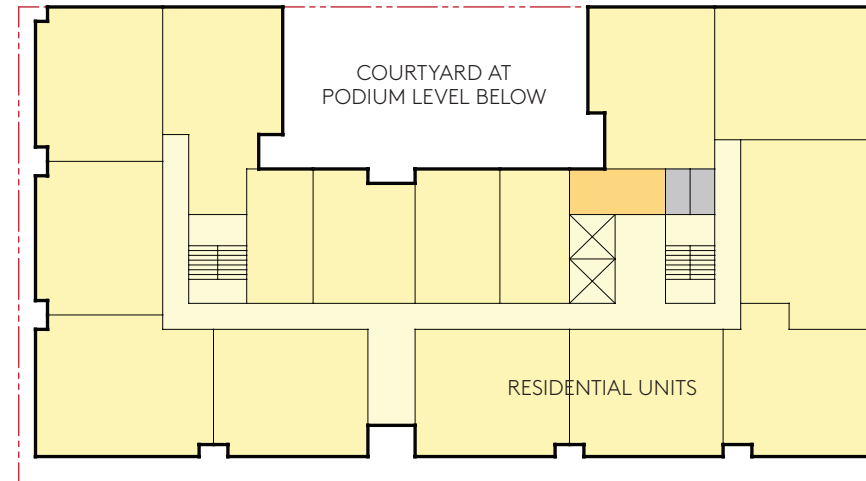 COURTYARD AT
PODIUM LEVEL BELOW
RESIDENTIAL UNITS